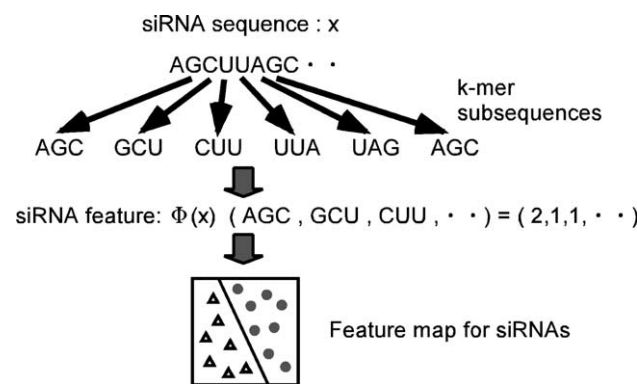 siRNA sequence : x
AGCUUAGC · ·
k-mer
subsequences
AGC GCU CUU UUA UAG AGC
siRNA feature: Φ(x) ( AGC , GCU , CUU , · · ) = ( 2,1,1, · · )
Feature map for siRNAs